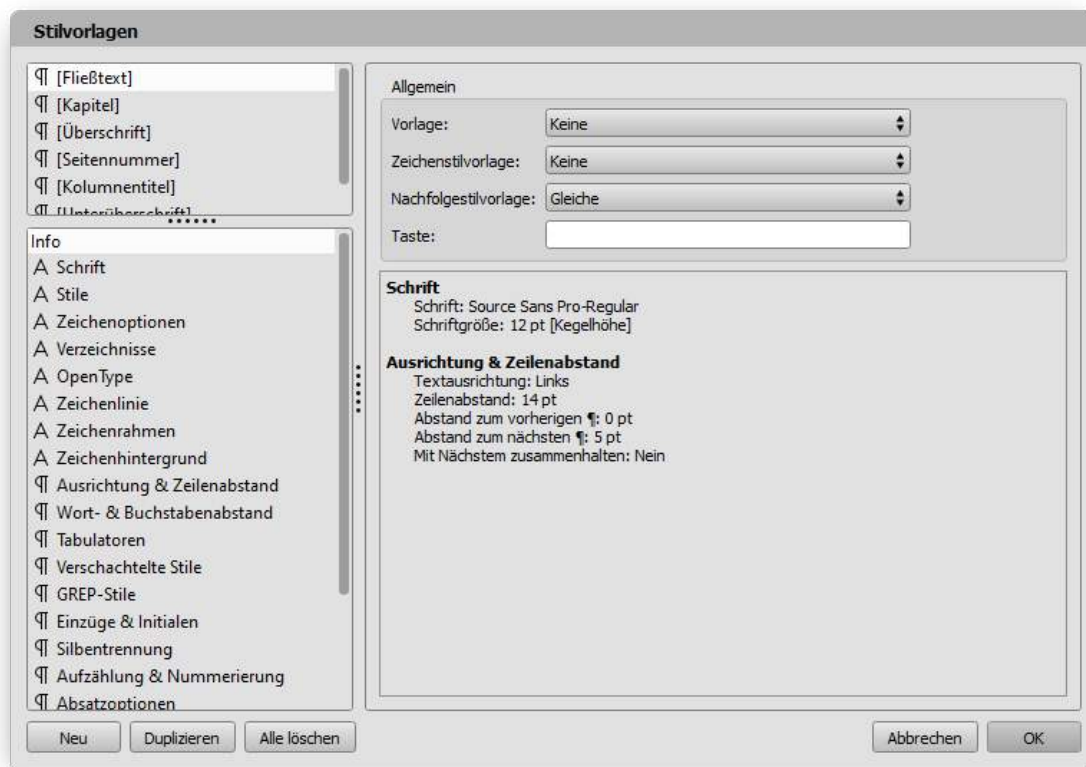 Stilvorlagen
¶ [Fließtext]
¶ [Kapitel]
¶ [Überschrift]
¶ [Seitennummer]
¶ [Kolumnentitel]
¶ [Unterüberschrift]
Info
A Schrift
A Stile
A Zeichenoptionen
A Verzeichnisse
A OpenType
A Zeichenlinie
A Zeichenrahmen
A Zeichenhintergrund
¶ Ausrichtung & Zeilenabstand
¶ Wort- & Buchstabenabstand
¶ Tabulatoren
¶ Verschachtelte Stile
¶ GREP-Stile
¶ Einzüge & Initialen
¶ Silbentrennung
¶ Aufzählung & Nummerierung
¶ Absatzoptionen
Allgemein
Vorlage: Keine
Zeichenstilvorlage: Keine
Nachfolgestilvorlage: Gleiche
Taste:
Schrift
Schrift: Source Sans Pro-Regular
Schriftgröße: 12 pt [Kegelhöhe]
Ausrichtung & Zeilenabstand
Textausrichtung: Links
Zeilenabstand: 14 pt
Abstand zum vorherigen ¶: 0 pt
Abstand zum nächsten ¶: 5 pt
Mit Nächstem zusammenhalten: Nein
Neu Duplizieren Alle löschen Abbrechen OK